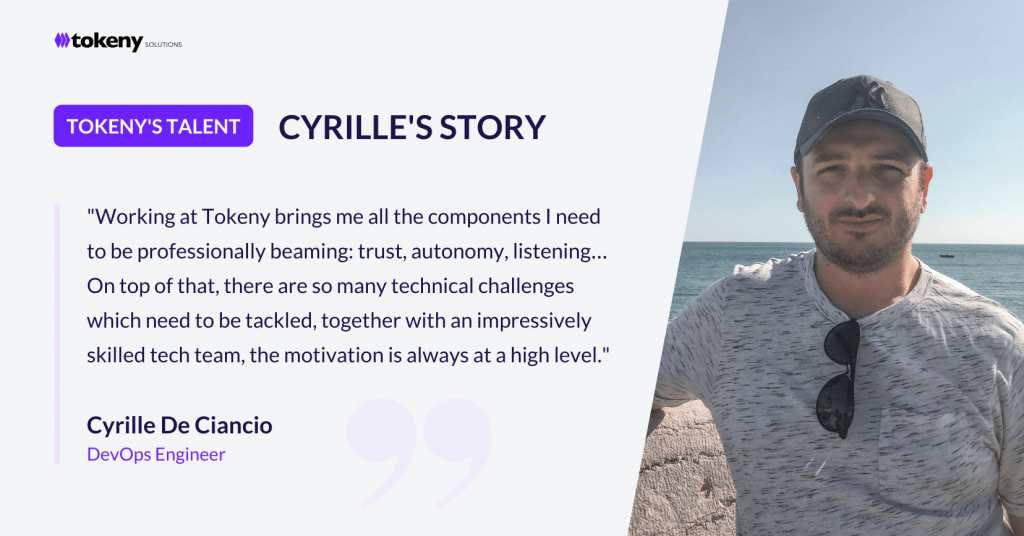 tokeny SOLUTIONS
TOKENY'S TALENT
CYRILLE'S STORY
"Working at Tokeny brings me all the components I need
to be professionally beaming: trust, autonomy, listening...
On top of that, there are so many technical challenges
which need to be tackled, together with an impressively
skilled tech team, the motivation is always at a high level."
Cyrille De Ciancio
DevOps Engineer